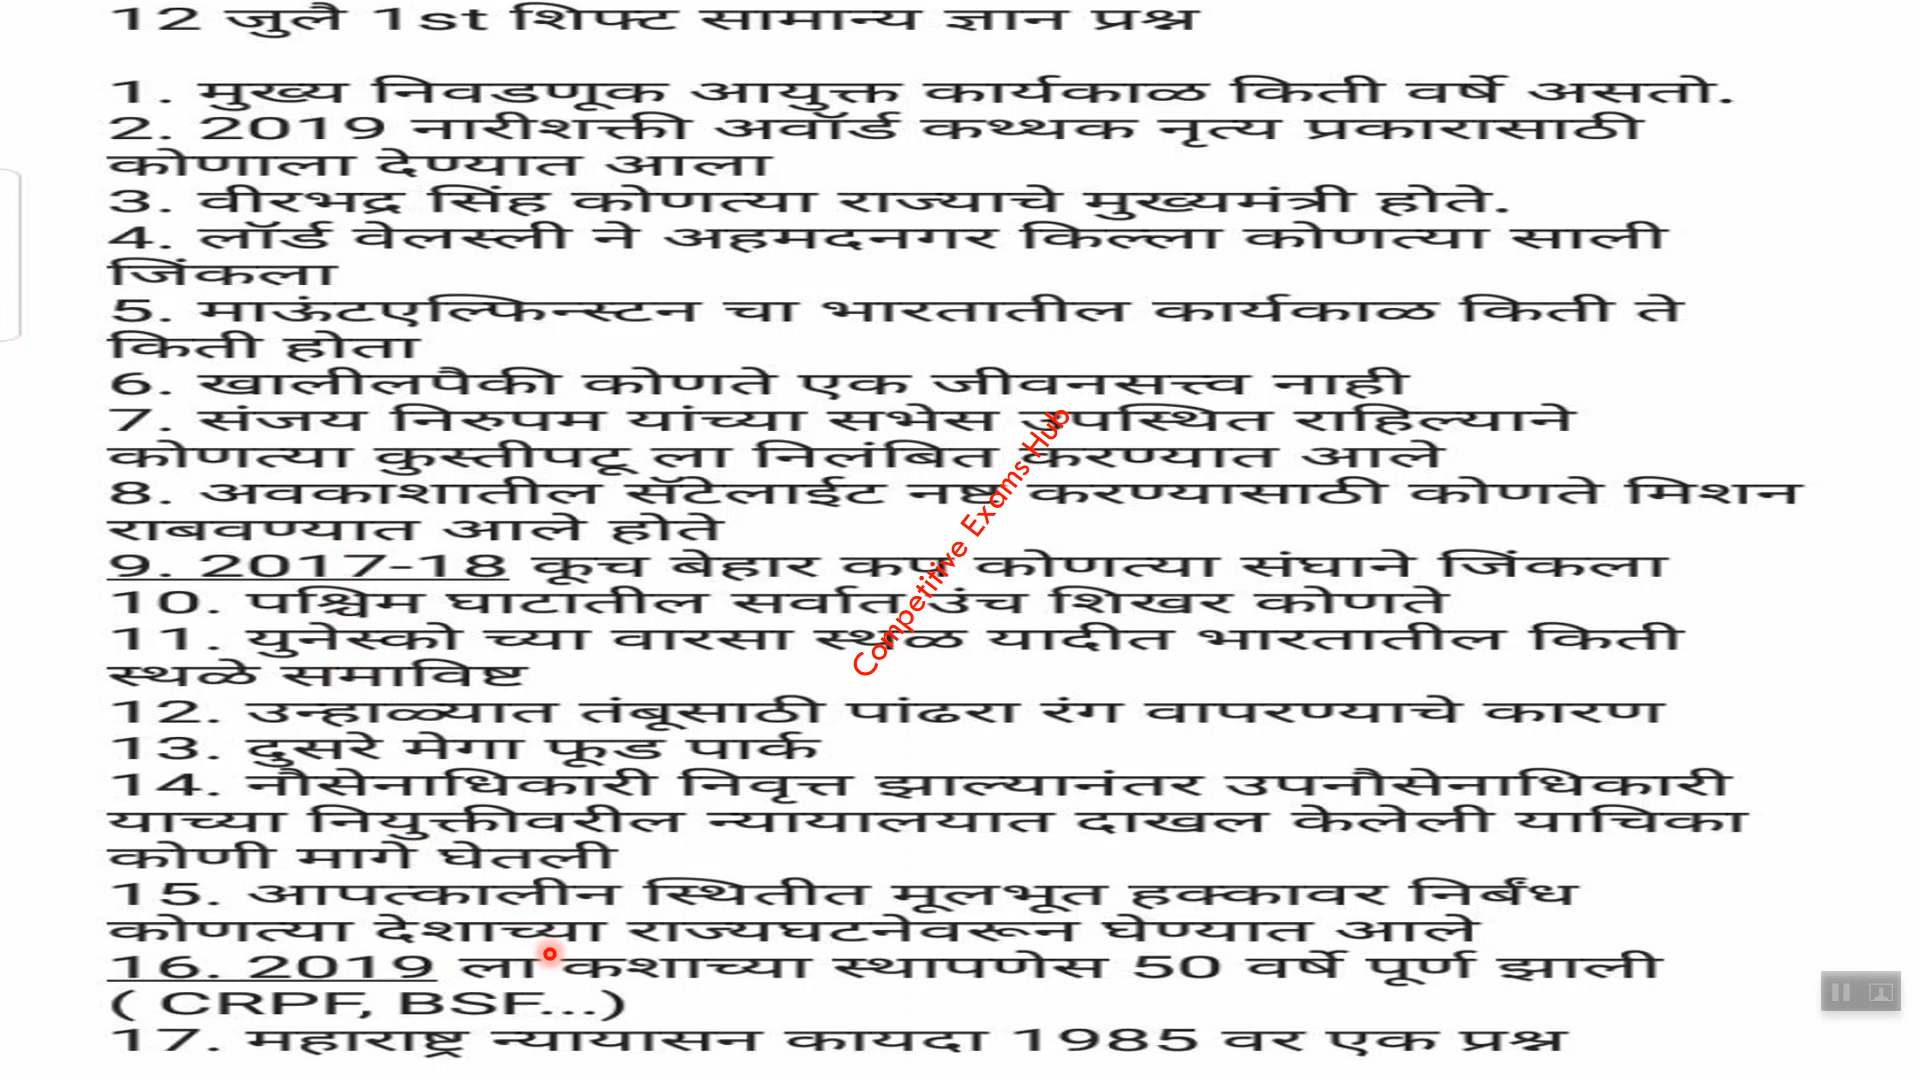 12 जुलै 1st शिफ्ट सामान्य ज्ञान प्रश्न
1. मुख्य निवडणूक आयुक्त कार्यकाळ किती वर्षे असतो.
2. 2019 नारीशक्ती अवॉर्ड कथ्थक नृत्य प्रकारासाठी
कोणाला देण्यात आला
3. वीरभद्र सिंह कोणत्या राज्याचे मुख्यमंत्री होते.
4. लॉर्ड वेलस्ली ने अहमदनगर किल्ला कोणत्या साली
जिंकला
5. माऊंटएल्फिन्स्टन चा भारतातील कार्यकाळ किती ते
किती होता
6. खालीलपैकी कोणते एक जीवनसत्त्व नाही
7. संजय निरुपम यांच्या सभेस उपस्थित राहिल्याने
कोणत्या कुस्तीपटू ला निलंबित करण्यात आले
8. अवकाशातील सॅटेलाईट नष्ट करण्यासाठी कोणते मिशन
राबवण्यात आले होते
9. 2017-18 कूच बेहार कप कोणत्या संघाने जिंकला
10. पश्चिम घाटातील सर्वात उंच शिखर कोणते
11. युनेस्को च्या वारसा स्थळ यादीत भारतातील किती
स्थळे समाविष्ट
12. उन्हाळ्यात तंबूसाठी पांढरा रंग वापरण्याचे कारण
13. दुसरे मेगा फूड पार्क
14. नौसेनाधिकारी निवृत्त झाल्यानंतर उपनौसेनाधिकारी
याच्या नियुक्तीवरील न्यायालयात दाखल केलेली याचिका
कोणी मागे घेतली
15. आपत्कालीन स्थितीत मूलभूत हक्कावर निर्बंध
कोणत्या देशाच्या राज्यघटनेवरून घेण्यात आले
16. 2019 ला कशाच्या स्थापणेस 50 वर्षे पूर्ण झाली
( CRPF, BSF...)
17. महाराष्ट्र न्यायासन कायदा 1985 वर एक प्रश्न
Competitive Exams Hub